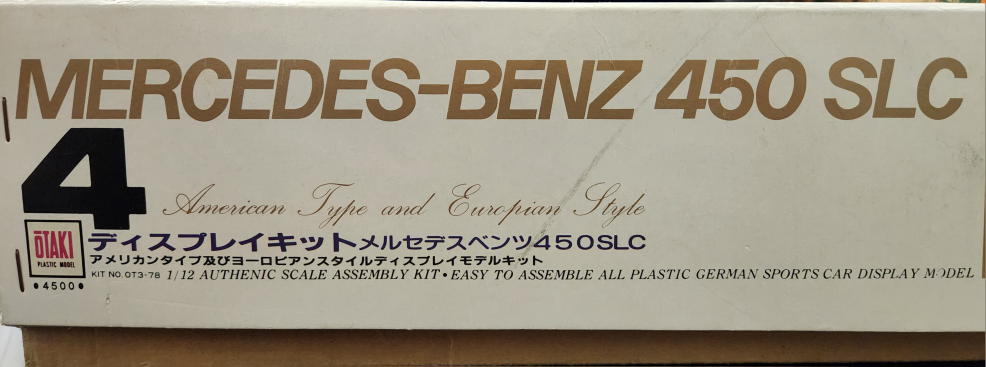 MERCEDES-BENZ 450 SLC
4
American Type and Europian Style
ŌTAKI
PLASTIC MODEL
•4500•
ディスプレイキットメルセデスベンツ450SLC
アメリカンタイプ及びヨーロピアンスタイルディスプレイモデルキット
KIT NO.OT3-78 1/12 AUTHENIC SCALE ASSEMBLY KIT•EASY TO ASSEMBLE ALL PLASTIC GERMAN SPORTS CAR DISPLAY MODEL